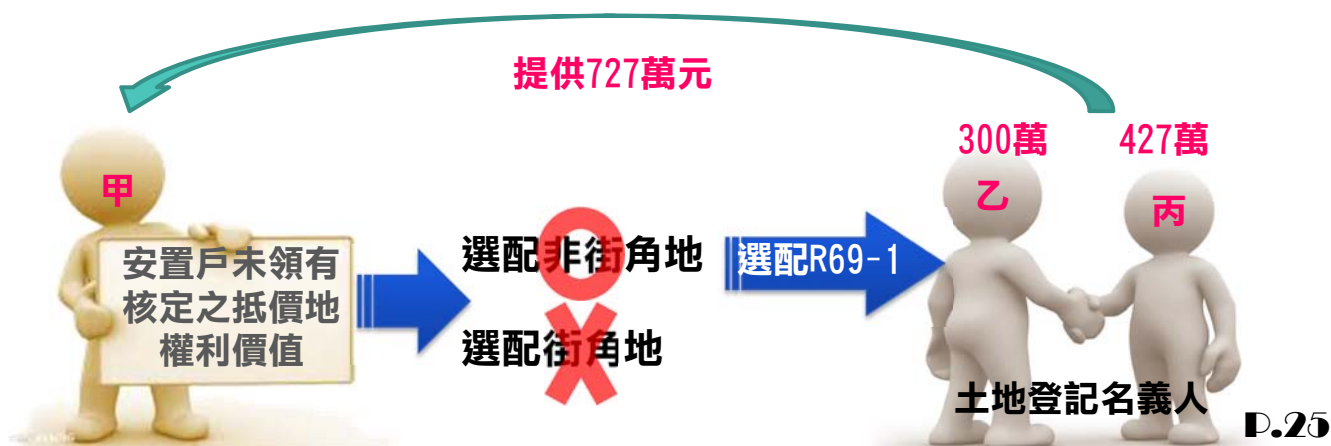 提供727萬元
300萬
427萬
甲
乙
丙
安置戶未領有
核定之抵價地
權利價值
選配非街角地
選配街角地
選配R69-1
土地登記名義人
P.25